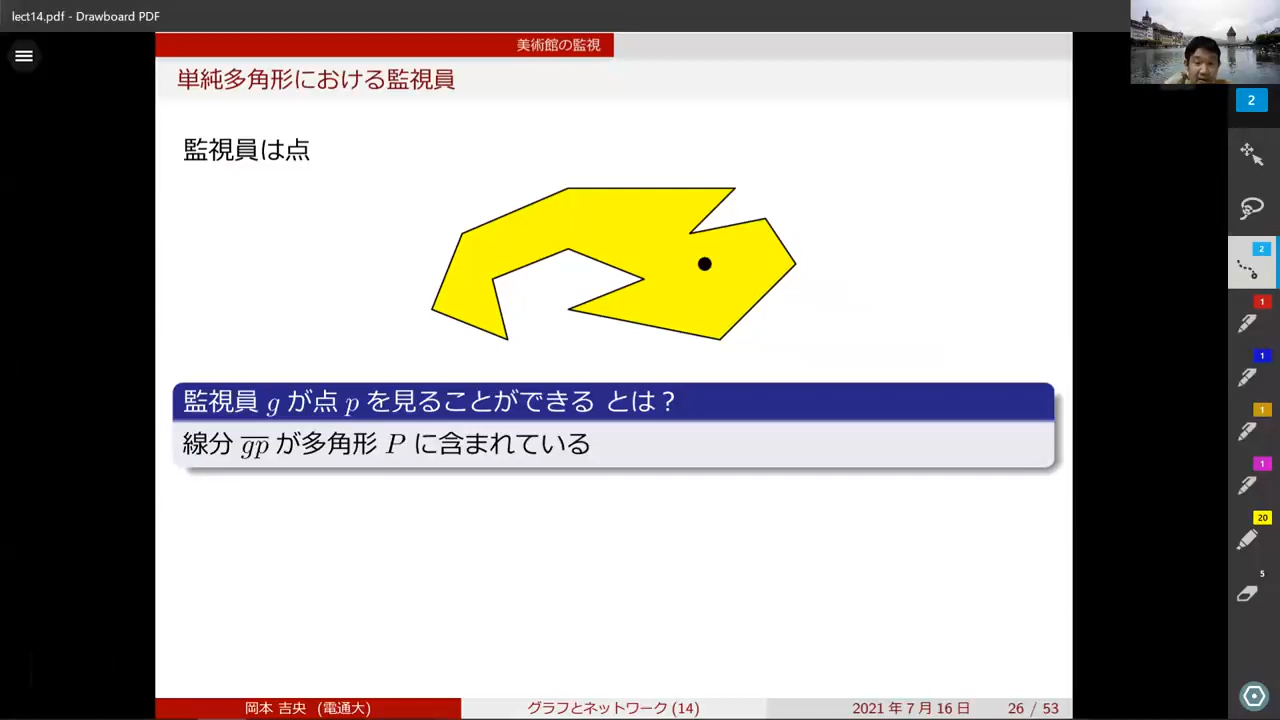 lect14.pdf - Drawboard PDF
美術館の監視
単純多角形における監視員
監視員は点
監視員 g が点 p を見ることができる とは？
線分 gp が多角形 P に含まれている
岡本 吉央 (電通大)
グラフとネットワーク (14)
2021 年 7 月 16 日
26 / 53
2
2
1
1
1
1
20
5